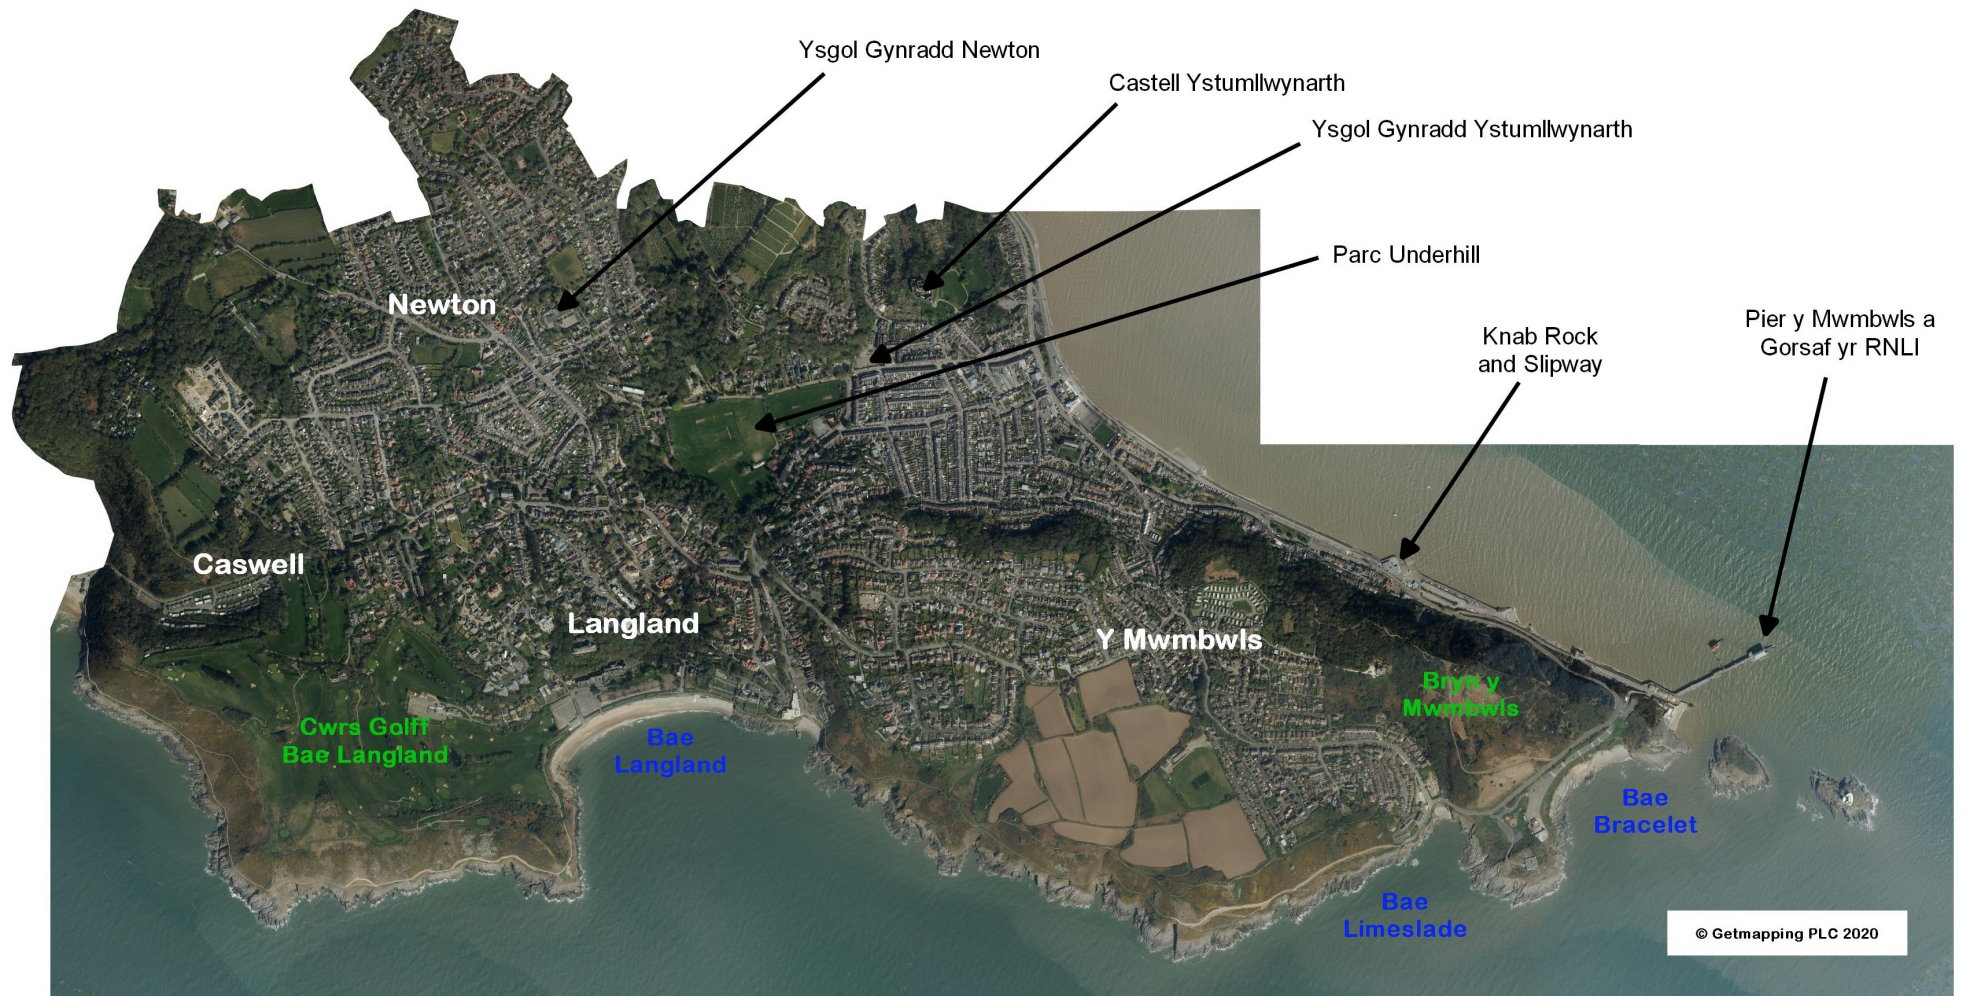 Ysgol Gynradd Newton
Castell Ystumllwynarth
Ysgol Gynradd Ystumllwynarth
Parc Underhill
Knab Rock
and Slipway
Pier y Mwmbwls a
Gorsaf yr RNLI
Newton
Caswell
Langland
Y Mwmbwls
Bryn y
Mwmbwls
Cwrs Golff
Bae Langland
Bae
Langland
Bae
Bracelet
Bae
Limeslade
© Getmapping PLC 2020